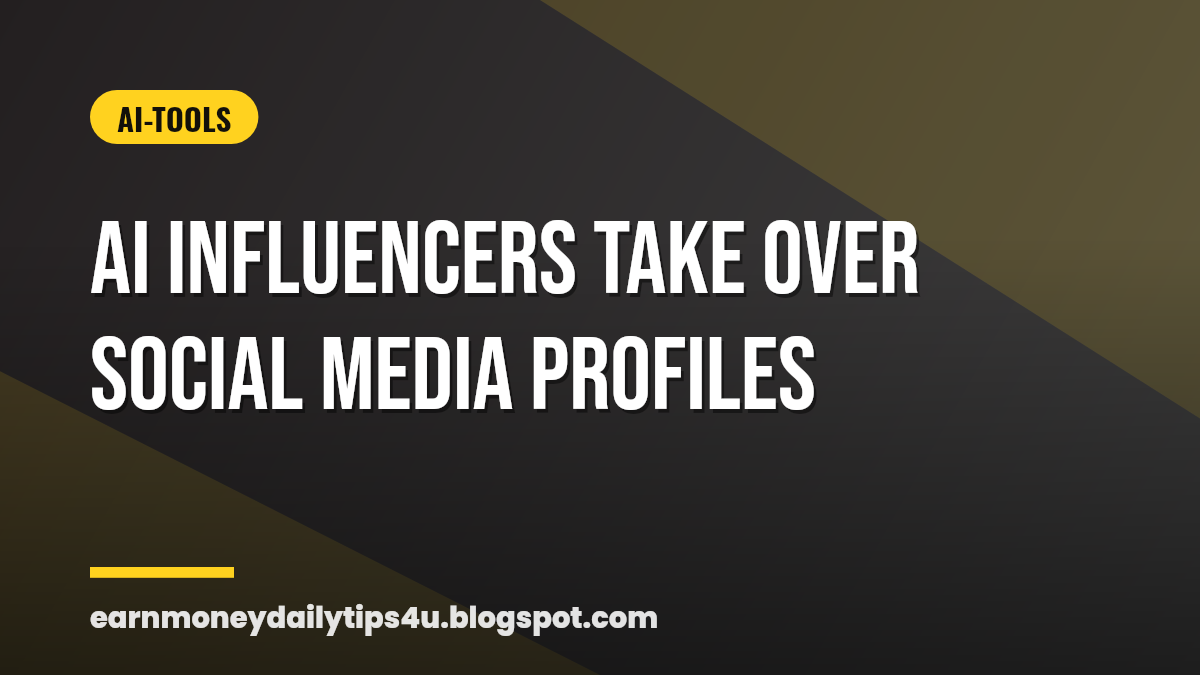 AI-TOOLS
AI INFLUENCERS TAKE OVER
SOCIAL MEDIA PROFILES
earnmoneydailytips4u.blogspot.com